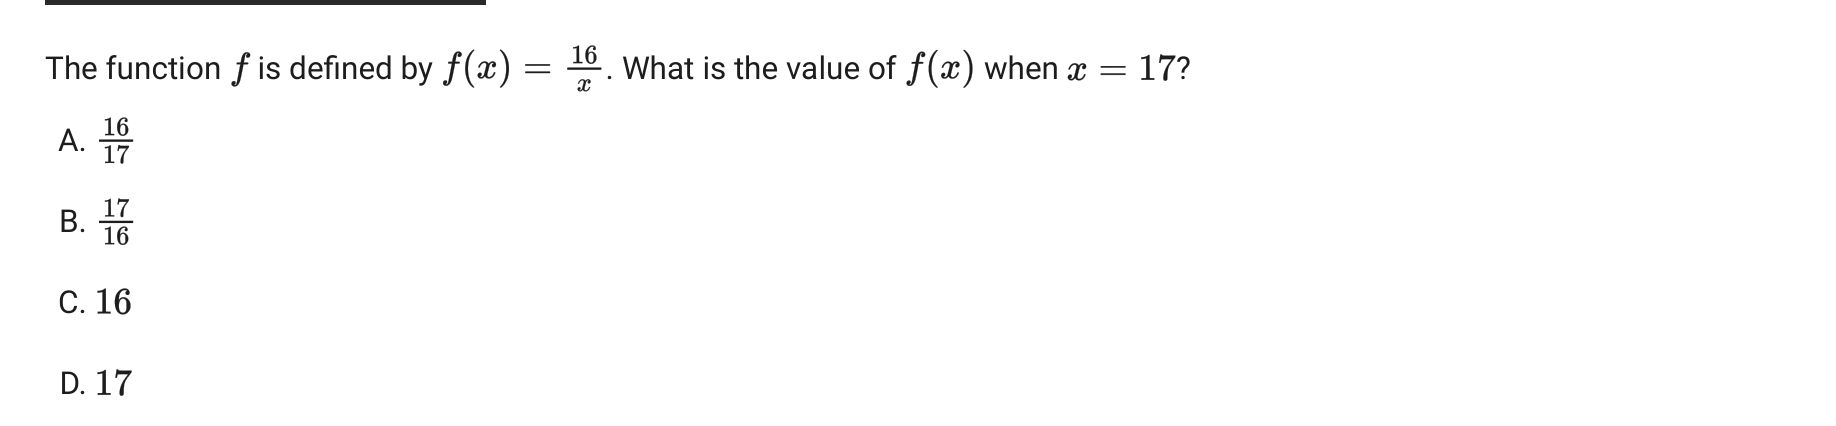 The function f is defined by f(x) = 16/x. What is the value of f(x) when x = 17?
A. 16/17
B. 17/16
C. 16
D. 17